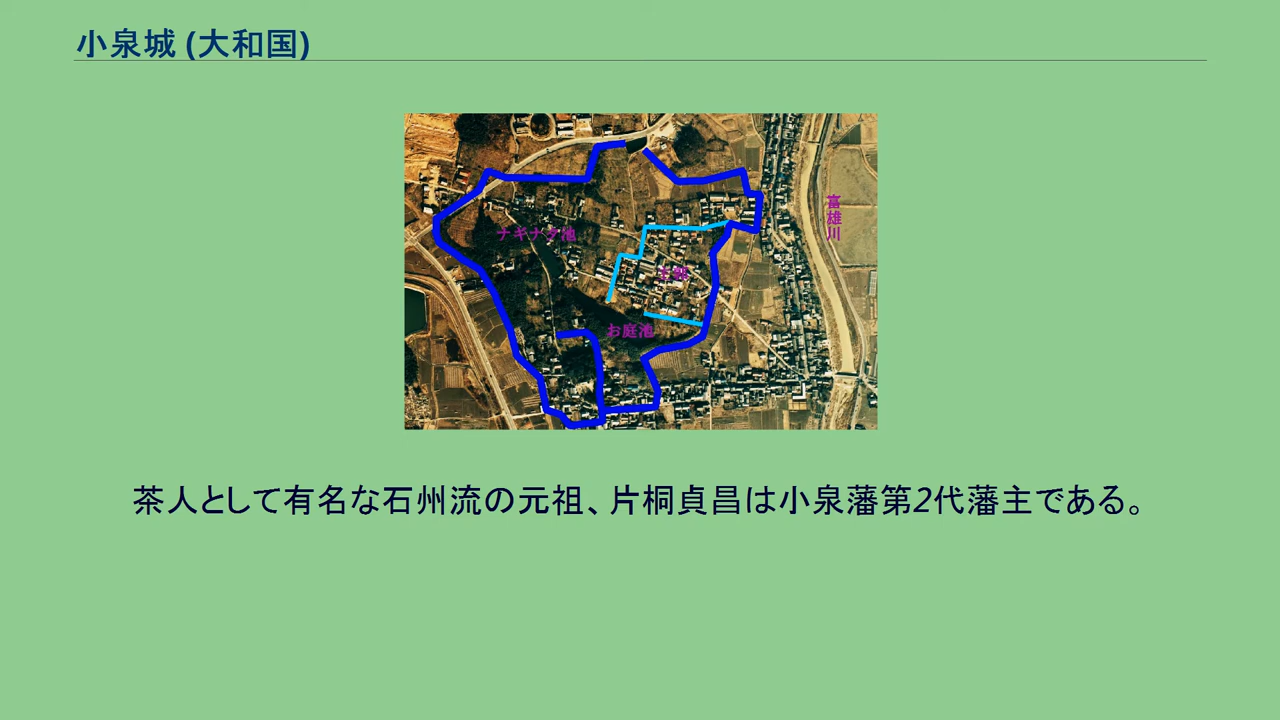 小泉城 (大和国)
富雄川
ナギナタ池
主郭
お庭池
茶人として有名な石州流の元祖、片桐貞昌は小泉藩第2代藩主である。